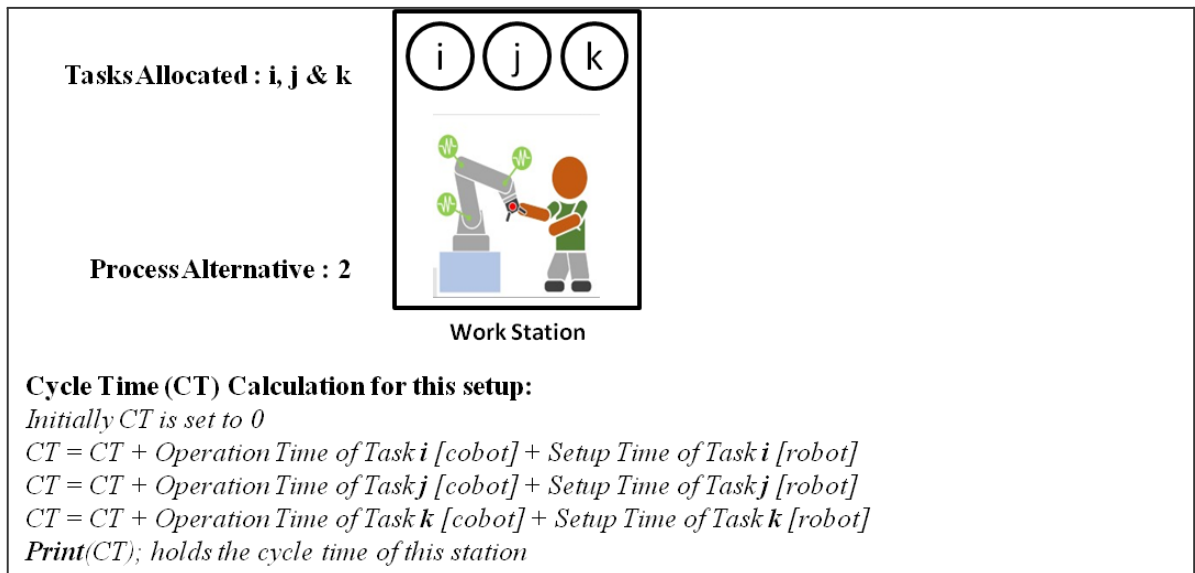 i j k
Tasks Allocated : i, j & k
Process Alternative : 2
Work Station
Cycle Time (CT) Calculation for this setup:
Initially CT is set to 0
CT = CT + Operation Time of Task i [cobot] + Setup Time of Task i [robot]
CT = CT + Operation Time of Task j [cobot] + Setup Time of Task j [robot]
CT = CT + Operation Time of Task k [cobot] + Setup Time of Task k [robot]
Print(CT); holds the cycle time of this station